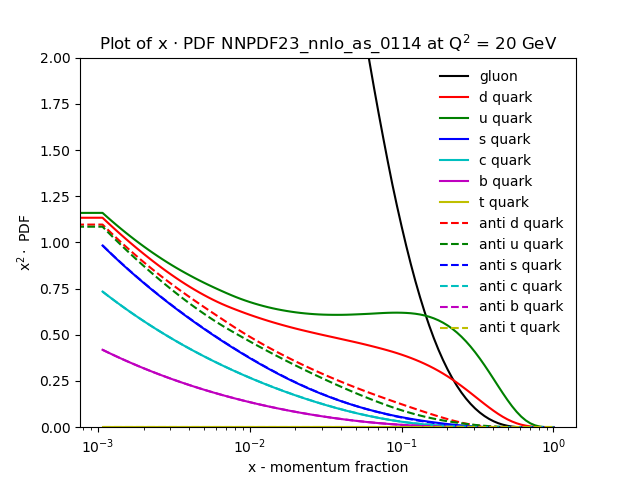 Plot of x · PDF NNPDF23_nnlo_as_0114 at Q² = 20 GeV
x² · PDF
2.00
1.75
1.50
1.25
1.00
0.75
0.50
0.25
0.00
gluon
d quark
u quark
s quark
c quark
b quark
t quark
anti d quark
anti u quark
anti s quark
anti c quark
anti b quark
anti t quark
10⁻³ 10⁻² 10⁻¹ 10⁰
x - momentum fraction